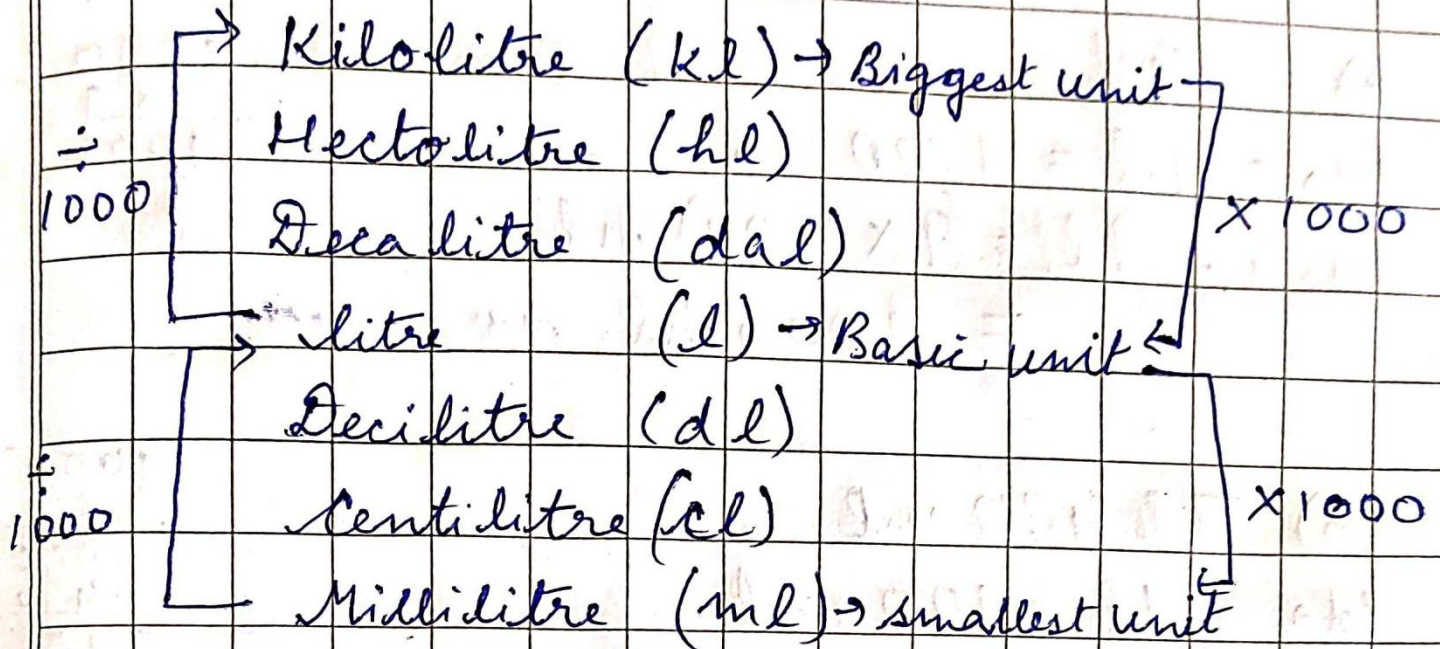 Kilolitre (kl) → Biggest unit
Hectolitre (hl)
÷
1000
Decalitre (dal)
× 1000
litre (l) → Basic unit
Decilitre (dl)
÷
1000
Centilitre (cl)
×1000
Millilitre (ml) → smallest unit